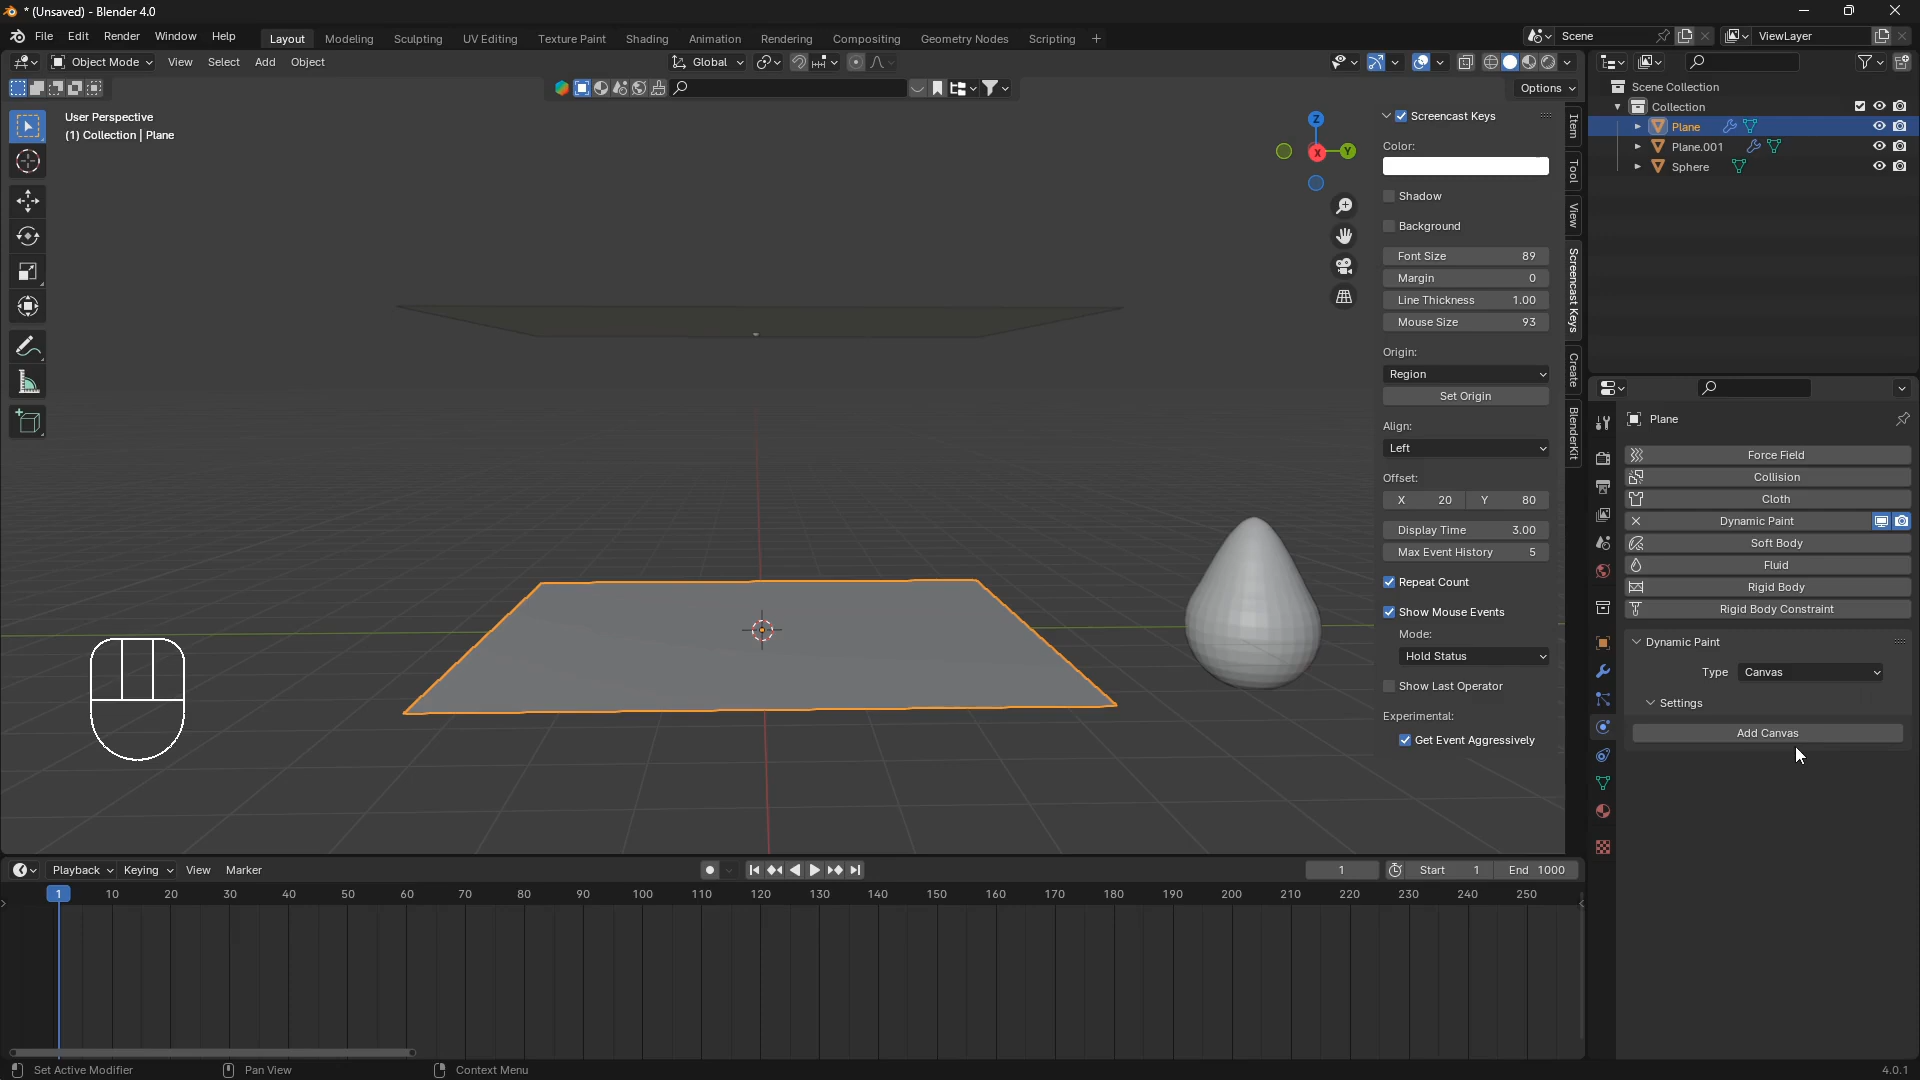 * (Unsaved) - Blender 4.0
File Edit Render Window Help Layout Modeling Sculpting UV Editing Texture Paint Shading Animation Rendering Compositing Geometry Nodes Scripting + Scene ViewLayer
Object Mode View Select Add Object Global
Options
User Perspective
(1) Collection | Plane
Z
Y
X
Screencast Keys
Color:
Shadow
Background
Font Size 89
Margin 0
Line Thickness 1.00
Mouse Size 93
Origin:
Region
Set Origin
Align:
Left
Offset:
X 20 Y 80
Display Time 3.00
Max Event History 5
Repeat Count
Show Mouse Events
Mode:
Hold Status
Show Last Operator
Experimental:
Get Event Aggressively
Item
Tool
View
Screencast Keys
Create
BlenderKit
Scene Collection
Collection
Plane
Plane.001
Sphere
Plane
Force Field
Collision
Cloth
Dynamic Paint
Soft Body
Fluid
Rigid Body
Rigid Body Constraint
Dynamic Paint
Type Canvas
Settings
Add Canvas
Playback Keying View Marker 1 Start 1 End 1000
1 10 20 30 40 50 60 70 80 90 100 110 120 130 140 150 160 170 180 190 200 210 220 230 240 250
Set Active Modifier Pan View Context Menu 4.0.1